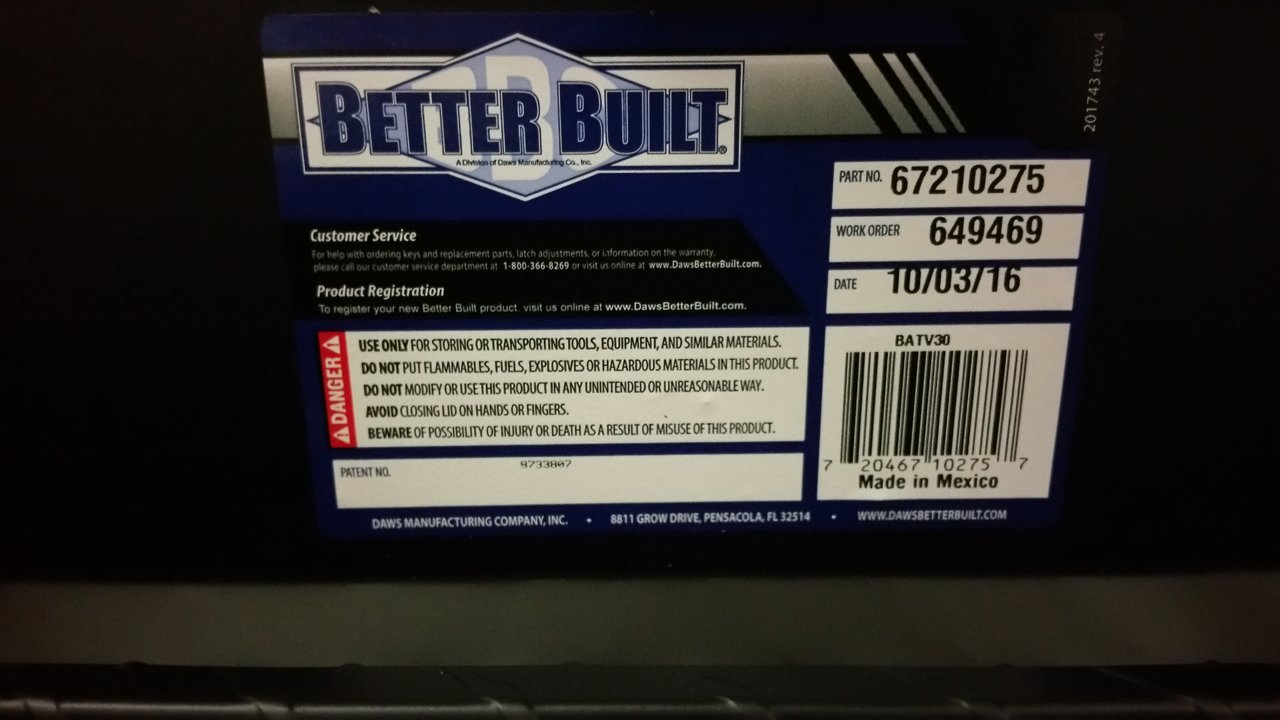 BETTER BUILT®
A Division of Daws Manufacturing Co., Inc.
201743 rev. 4
PART NO. 67210275
WORK ORDER 649469
DATE 10/03/16
Customer Service
For help with ordering keys and replacement parts, latch adjustments, or information on the warranty,
please call our customer service department at 1-800-366-8269 or visit us online at www.DawsBetterBuilt.com.
Product Registration
To register your new Better Built product, visit us online at www.DawsBetterBuilt.com.
DANGER
USE ONLY FOR STORING OR TRANSPORTING TOOLS, EQUIPMENT, AND SIMILAR MATERIALS.
DO NOT PUT FLAMMABLES, FUELS, EXPLOSIVES OR HAZARDOUS MATERIALS IN THIS PRODUCT.
DO NOT MODIFY OR USE THIS PRODUCT IN ANY UNINTENDED OR UNREASONABLE WAY.
AVOID CLOSING LID ON HANDS OR FINGERS.
BEWARE OF POSSIBILITY OF INJURY OR DEATH AS A RESULT OF MISUSE OF THIS PRODUCT.
PATENT NO. 8733807
BATV30
7 20467 10275 7
Made in Mexico
DAWS MANUFACTURING COMPANY, INC. • 8811 GROW DRIVE, PENSACOLA, FL 32514 • WWW.DAWSBETTERBUILT.COM